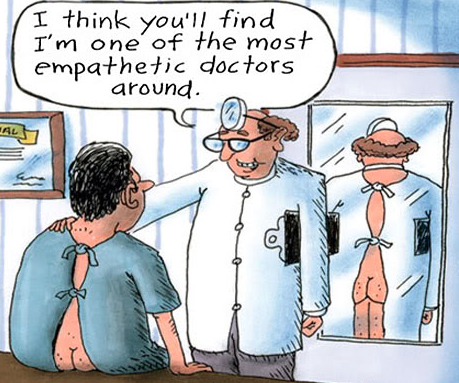 I think you'll find
I'm one of the most
empathetic doctors
around.